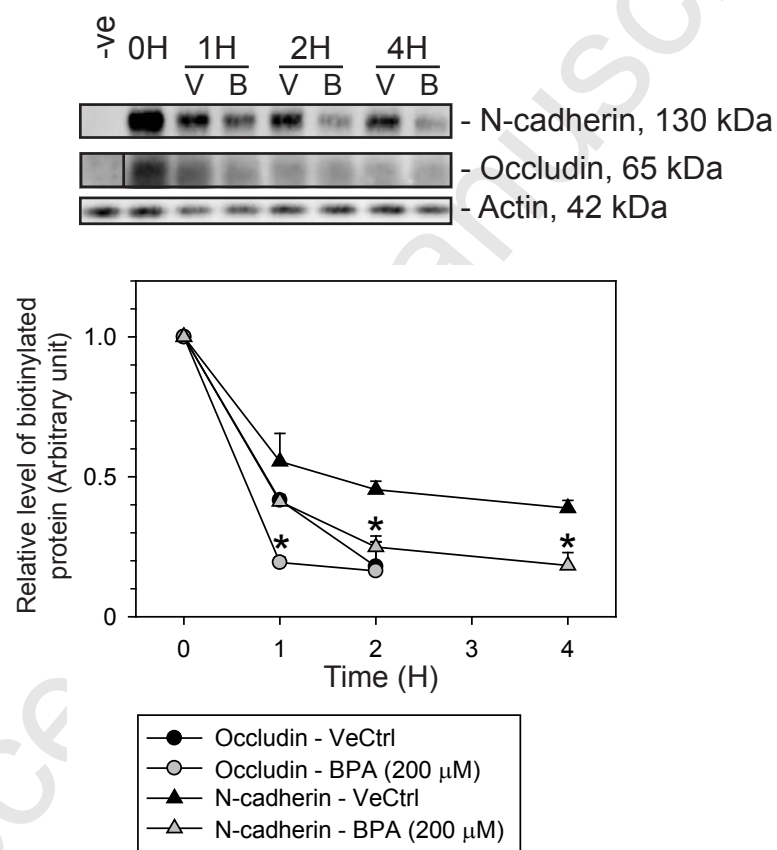 -ve 0H 1H 2H 4H
V B V B V B
- N-cadherin, 130 kDa
- Occludin, 65 kDa
- Actin, 42 kDa
Relative level of biotinylated
protein (Arbitrary unit)
1.0
0.5
0
*
*
*
0 1 2 3 4
Time (H)
Occludin - VeCtrl
Occludin - BPA (200 μM)
N-cadherin - VeCtrl
N-cadherin - BPA (200 μM)